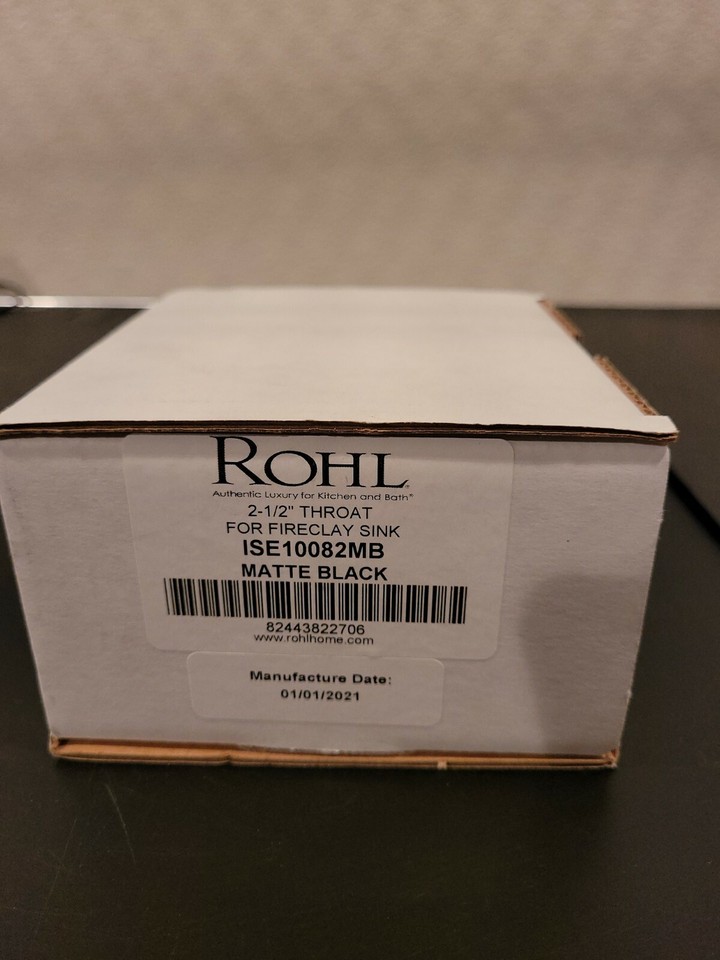 ROHL
Authentic Luxury for Kitchen and Bath®
2-1/2" THROAT
FOR FIRECLAY SINK
ISE10082MB
MATTE BLACK
82443822706
www.rohlhome.com
Manufacture Date:
01/01/2021